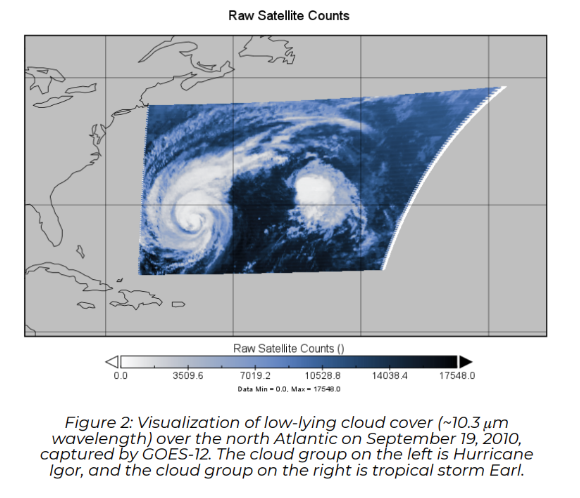 Raw Satellite Counts
Raw Satellite Counts ()
0.0 3509.6 7019.2 10528.8 14038.4 17548.0
Data Min = 0.0, Max = 17548.0
Figure 2: Visualization of low-lying cloud cover (~10.3 μm
wavelength) over the north Atlantic on September 19, 2010,
captured by GOES-12. The cloud group on the left is Hurricane
Igor, and the cloud group on the right is tropical storm Earl.